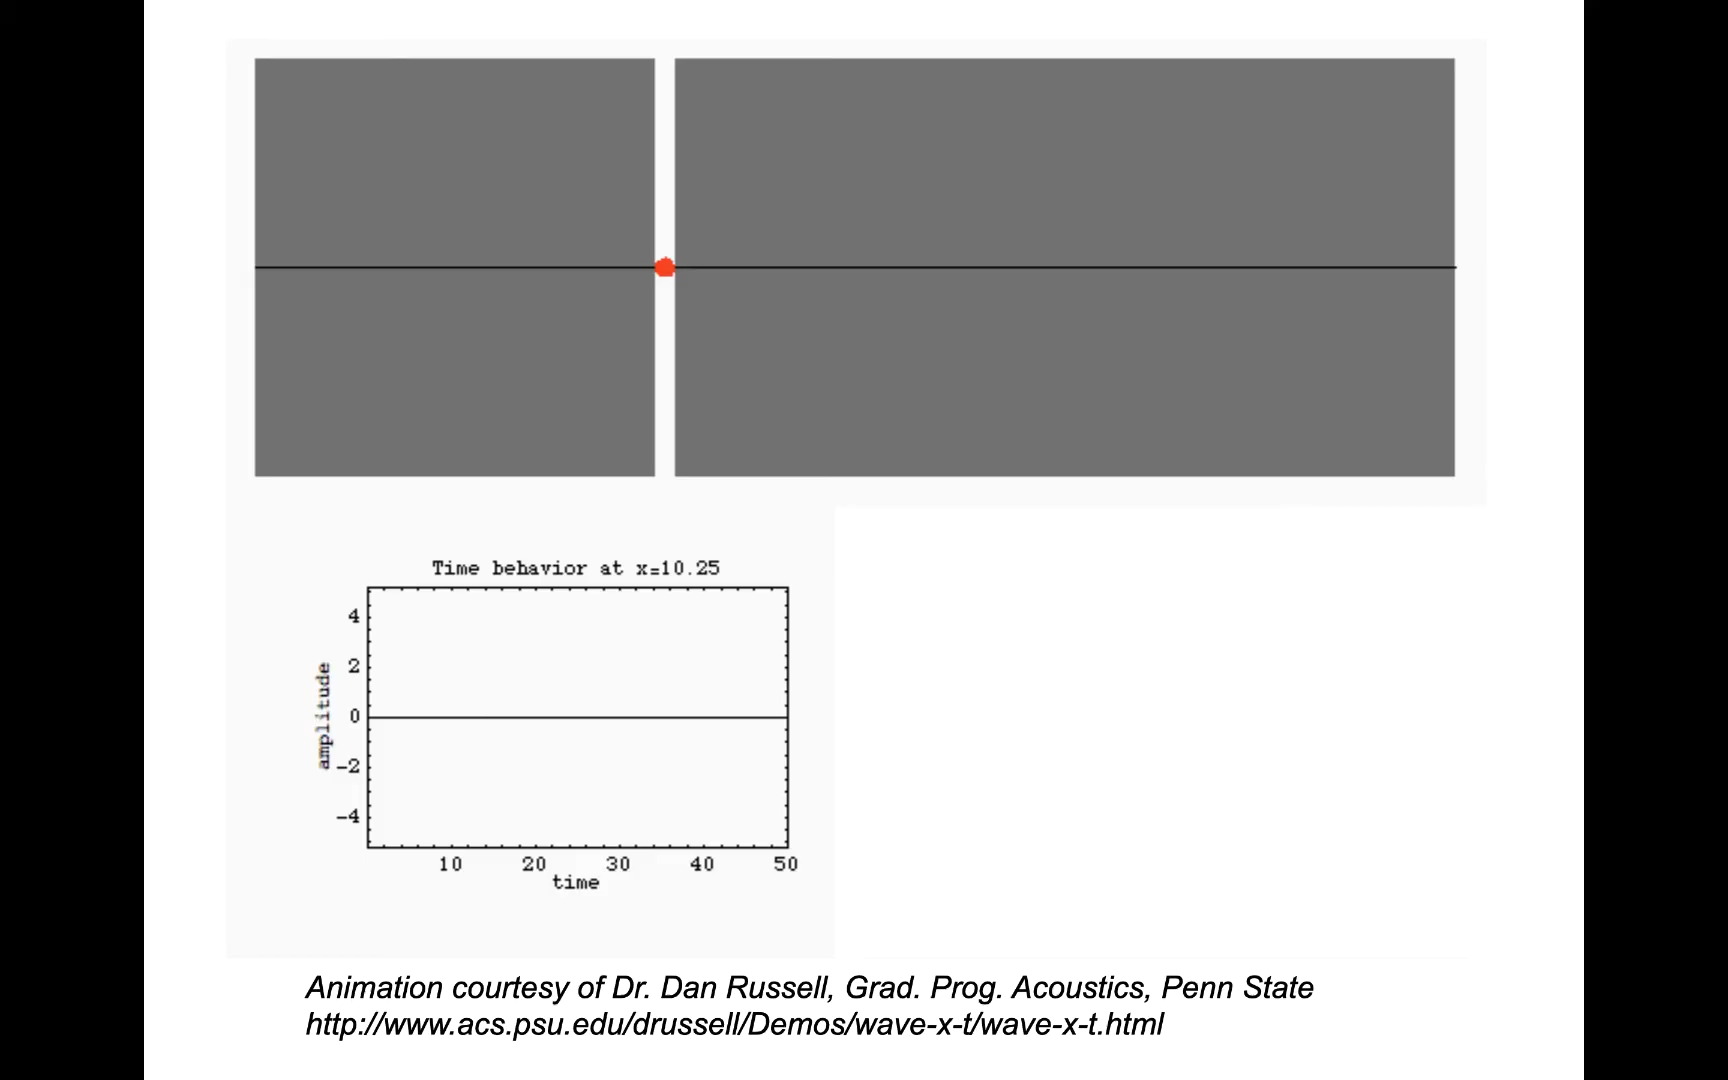 Time behavior at x=10.25
4
2
0
-2
-4
amplitude
10 20 30 40 50
time
Animation courtesy of Dr. Dan Russell, Grad. Prog. Acoustics, Penn State
http://www.acs.psu.edu/drussell/Demos/wave-x-t/wave-x-t.html